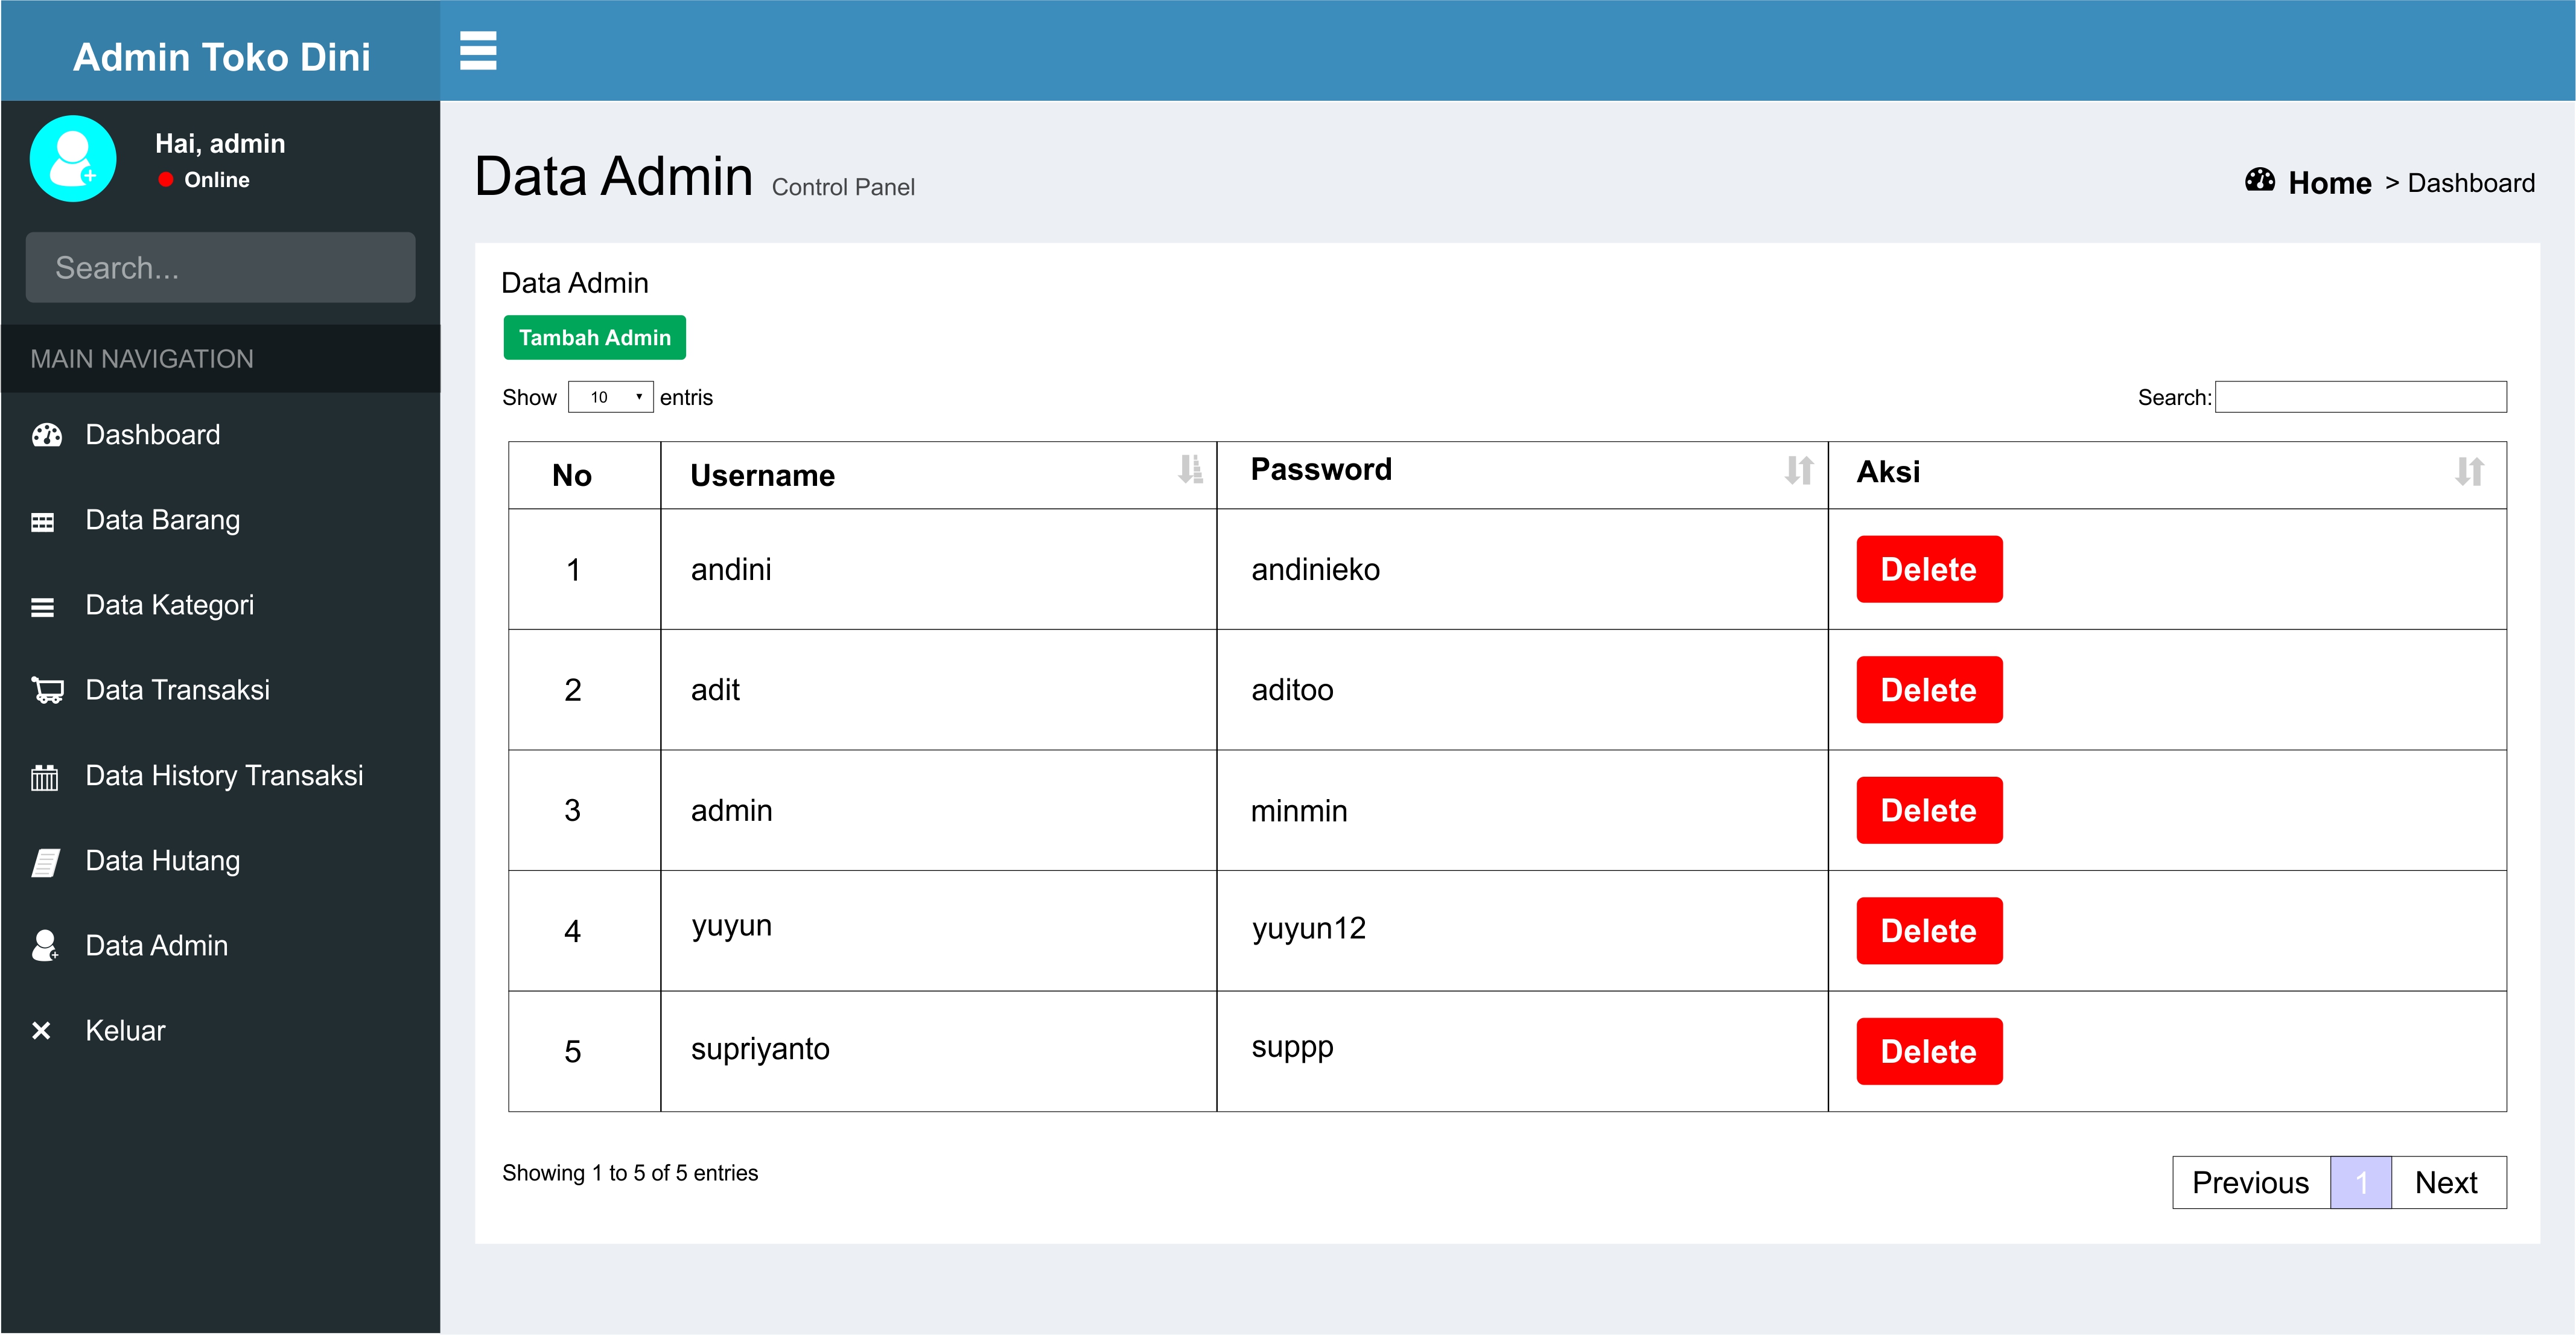 Admin Toko Dini
Hai, admin
Online
Search...
MAIN NAVIGATION
Dashboard
Data Barang
Data Kategori
Data Transaksi
Data History Transaksi
Data Hutang
Data Admin
Keluar
Data Admin Control Panel
Home > Dashboard
Data Admin
Tambah Admin
Show 10 entris
Search:
No Username Password Aksi
1 andini andinieko Delete
2 adit aditoo Delete
3 admin minmin Delete
4 yuyun yuyun12 Delete
5 supriyanto suppp Delete
Showing 1 to 5 of 5 entries
Previous 1 Next